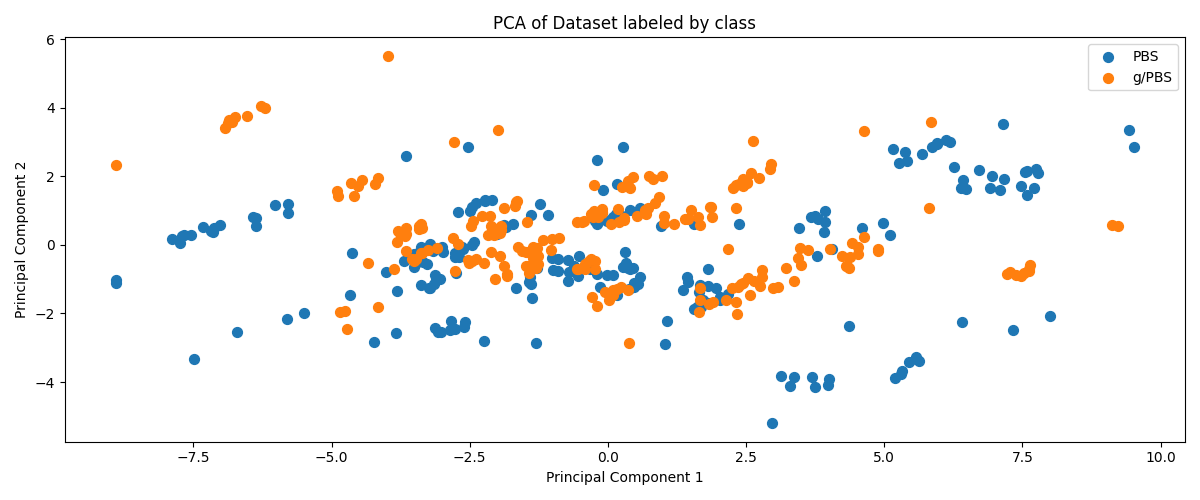 PCA of Dataset labeled by class
6
4
2
0
−2
−4
Principal Component 2
PBS
g/PBS
−7.5 −5.0 −2.5 0.0 2.5 5.0 7.5 10.0
Principal Component 1